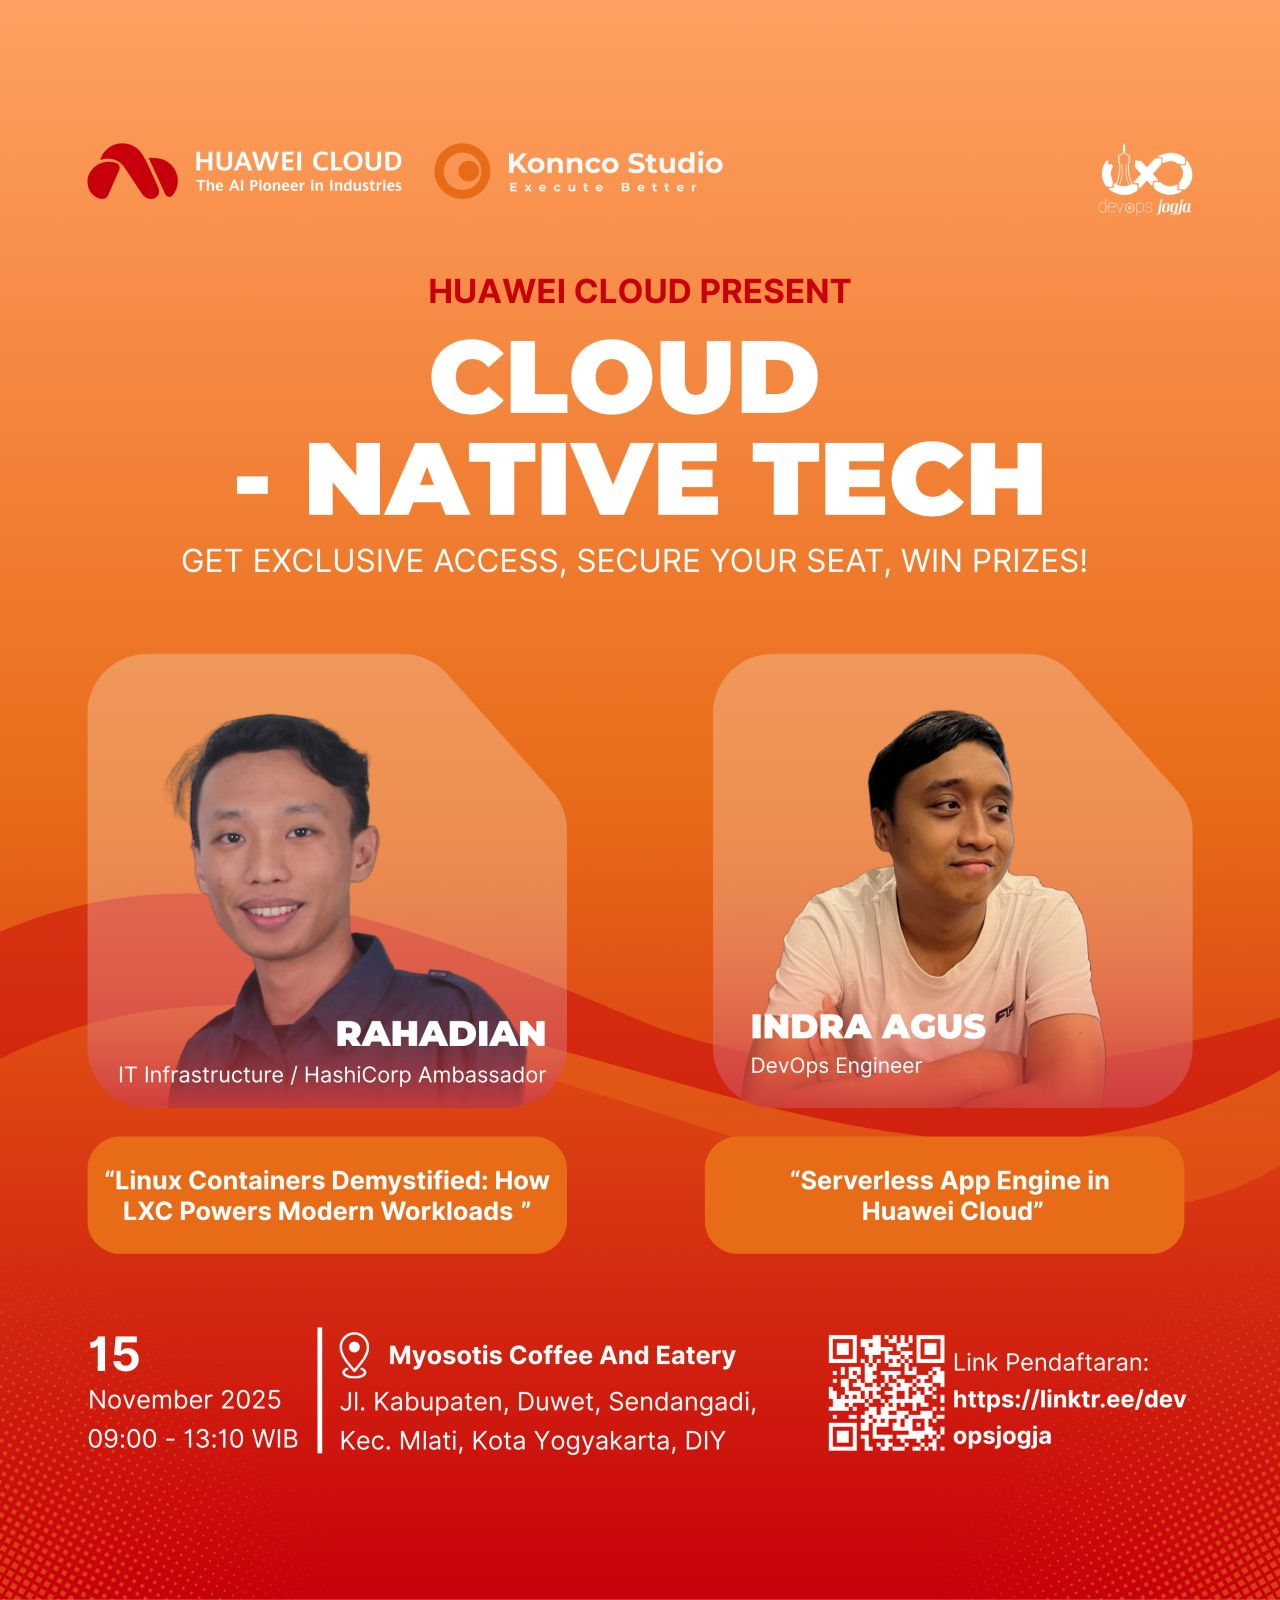 HUAWEI CLOUD
The AI Pioneer in Industries
Konnco Studio
Execute Better
devops jogja
HUAWEI CLOUD PRESENT
CLOUD
- NATIVE TECH
GET EXCLUSIVE ACCESS, SECURE YOUR SEAT, WIN PRIZES!
RAHADIAN
IT Infrastructure / HashiCorp Ambassador
“Linux Containers Demystified: How
LXC Powers Modern Workloads ”
INDRA AGUS
DevOps Engineer
“Serverless App Engine in
Huawei Cloud”
15
November 2025
09:00 - 13:10 WIB
Myosotis Coffee And Eatery
Jl. Kabupaten, Duwet, Sendangadi,
Kec. Mlati, Kota Yogyakarta, DIY
Link Pendaftaran:
https://linktr.ee/dev
opsjogja